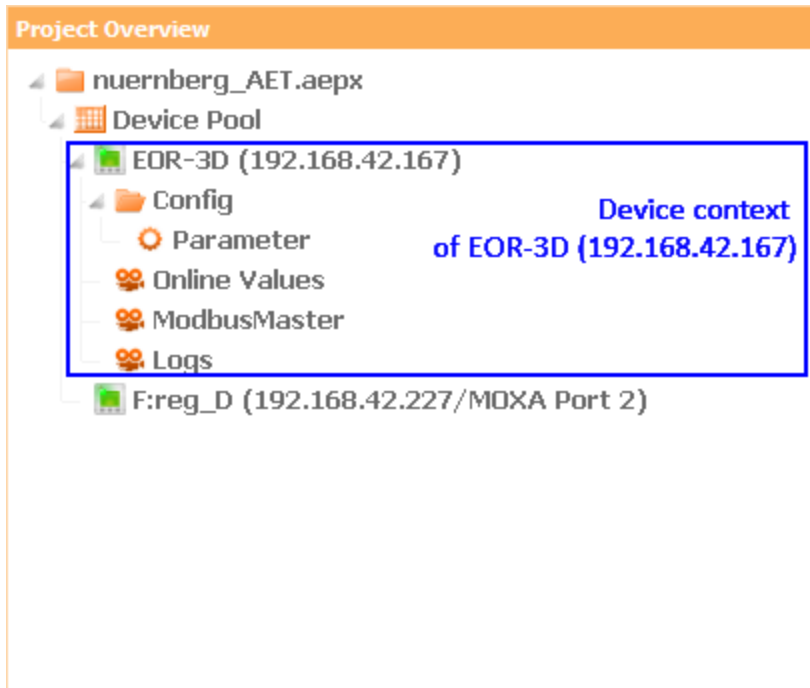 Project Overview
nuernberg_AET.aepx
Device Pool
EOR-3D (192.168.42.167)
Config
Device context
of EOR-3D (192.168.42.167)
Parameter
Online Values
ModbusMaster
Logs
F:reg_D (192.168.42.227/MOXA Port 2)